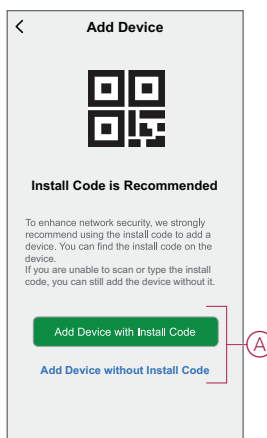 Add Device
Install Code is Recommended
To enhance network security, we strongly
recommend using the install code to add a
device. You can find the install code on the
device.
If you are unable to scan or type the install
code, you can still add the device without it.
Add Device with Install Code
A
Add Device without Install Code